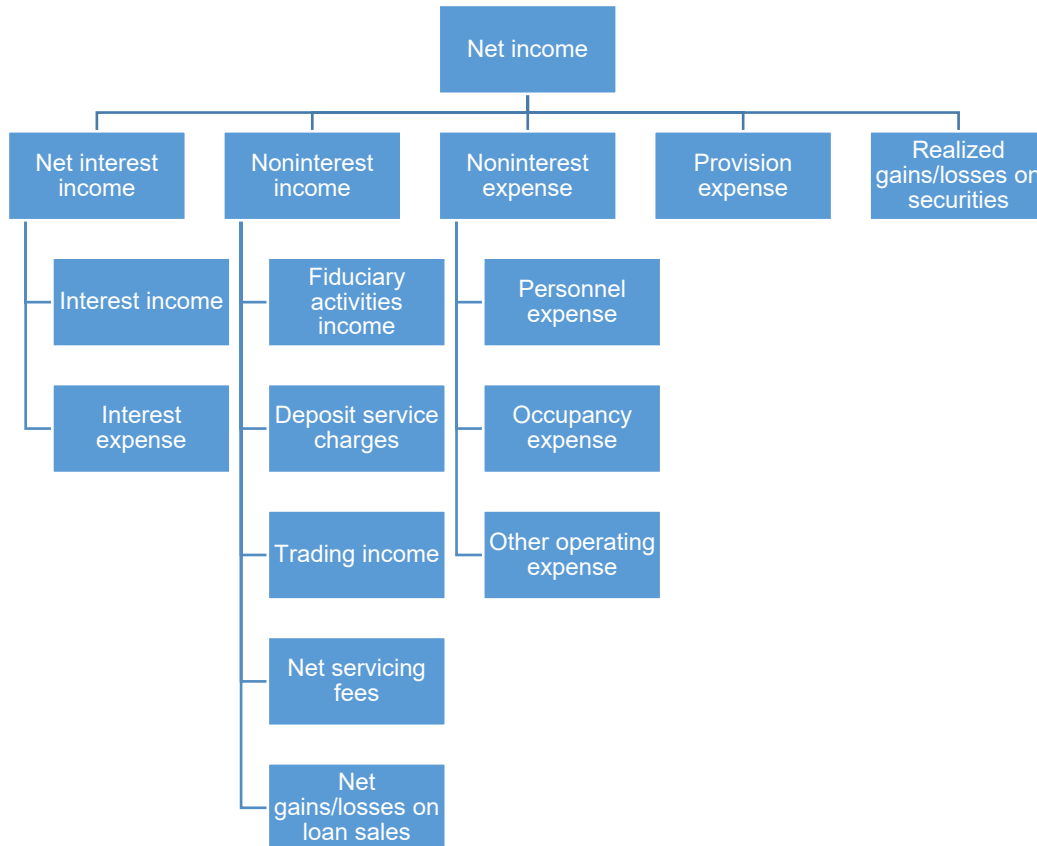 Net income
Net interest
income
Noninterest
income
Noninterest
expense
Provision
expense
Realized
gains/losses on
securities
Interest income
Fiduciary
activities
income
Personnel
expense
Interest
expense
Deposit service
charges
Occupancy
expense
Trading income
Other operating
expense
Net servicing
fees
Net
gains/losses on
loan sales